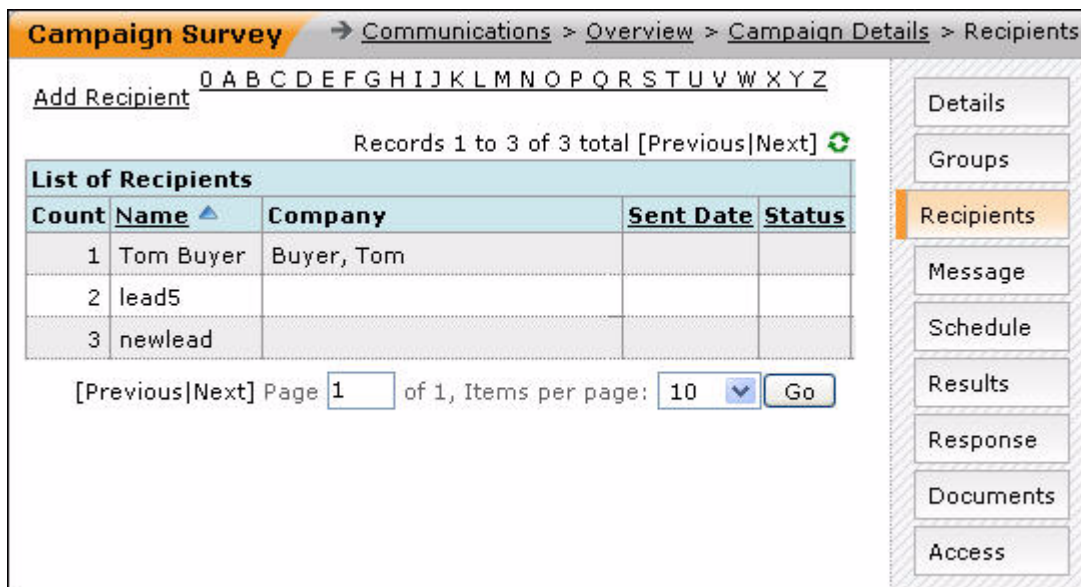 Campaign Survey → Communications > Overview > Campaign Details > Recipients
Add Recipient 0 A B C D E F G H I J K L M N O P Q R S T U V W X Y Z
Records 1 to 3 of 3 total [Previous|Next]
List of Recipients
Count Name Company Sent Date Status
1 Tom Buyer Buyer, Tom
2 lead5
3 newlead
[Previous|Next] Page 1 of 1, Items per page: 10 Go
Details
Groups
Recipients
Message
Schedule
Results
Response
Documents
Access